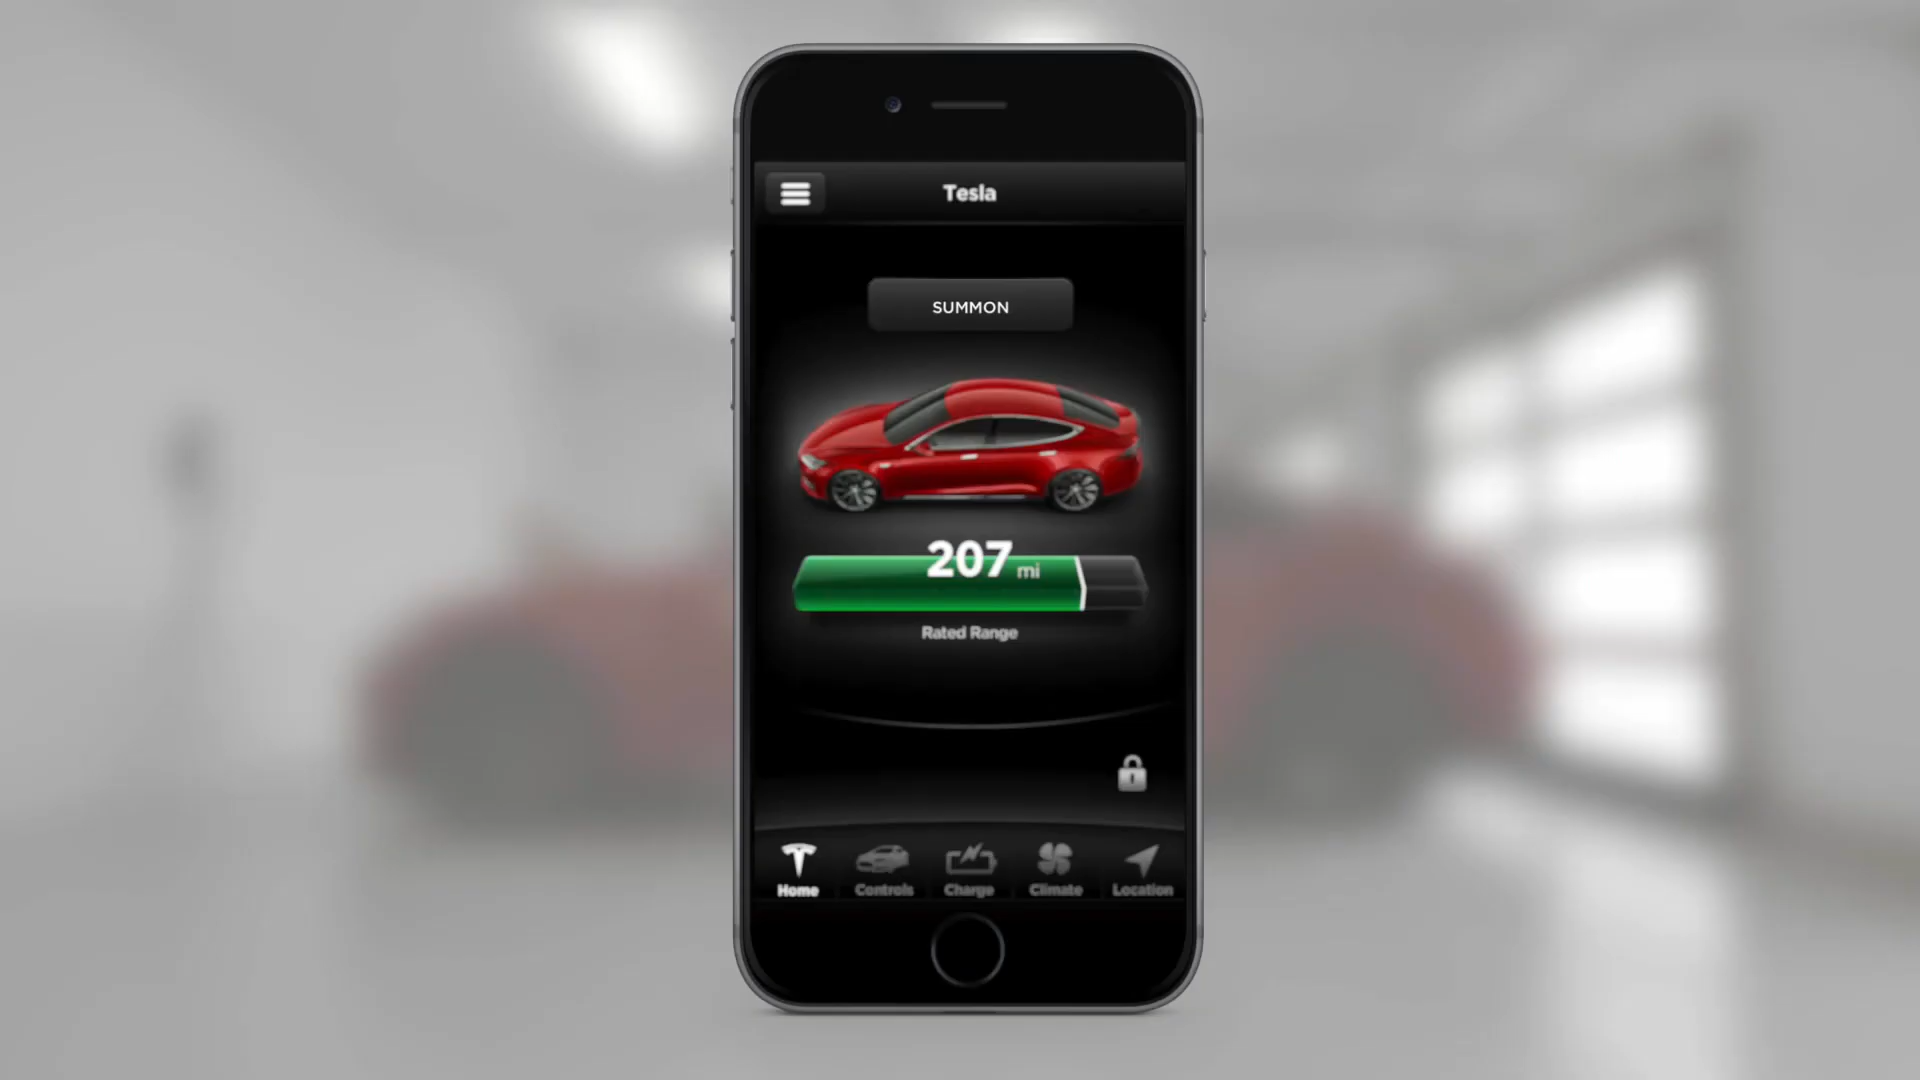 Tesla
SUMMON
207 mi
Rated Range
Home Controls Charge Climate Location